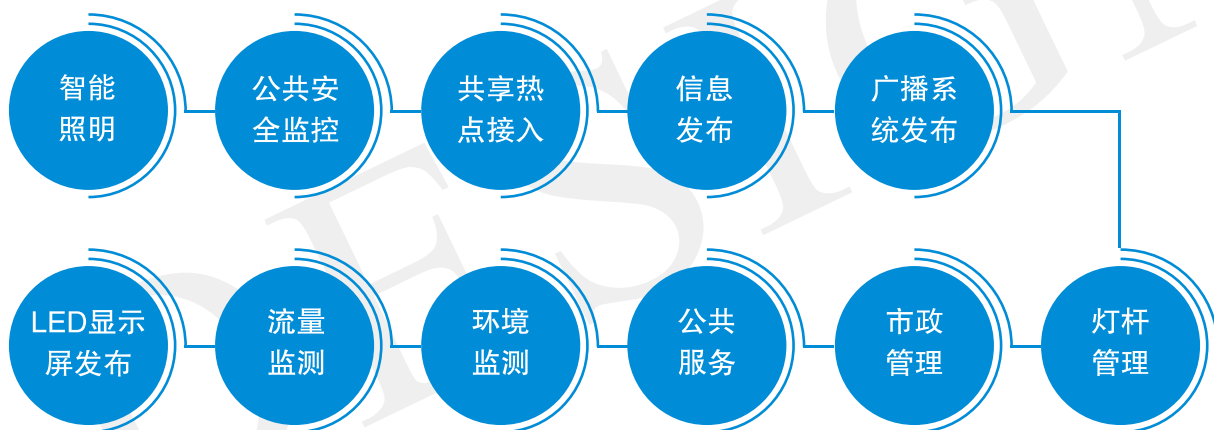 智能
照明
公共安
全监控
共享热
点接入
信息
发布
广播系
统发布
LED显示
屏发布
流量
监测
环境
监测
公共
服务
市政
管理
灯杆
管理